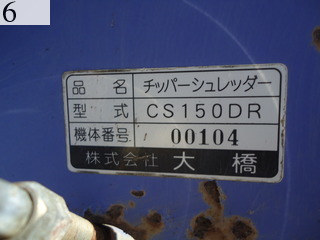 6
品名 チッパーシュレッダー
型式 CS150DR
機体番号 00104
株式会社 大橋